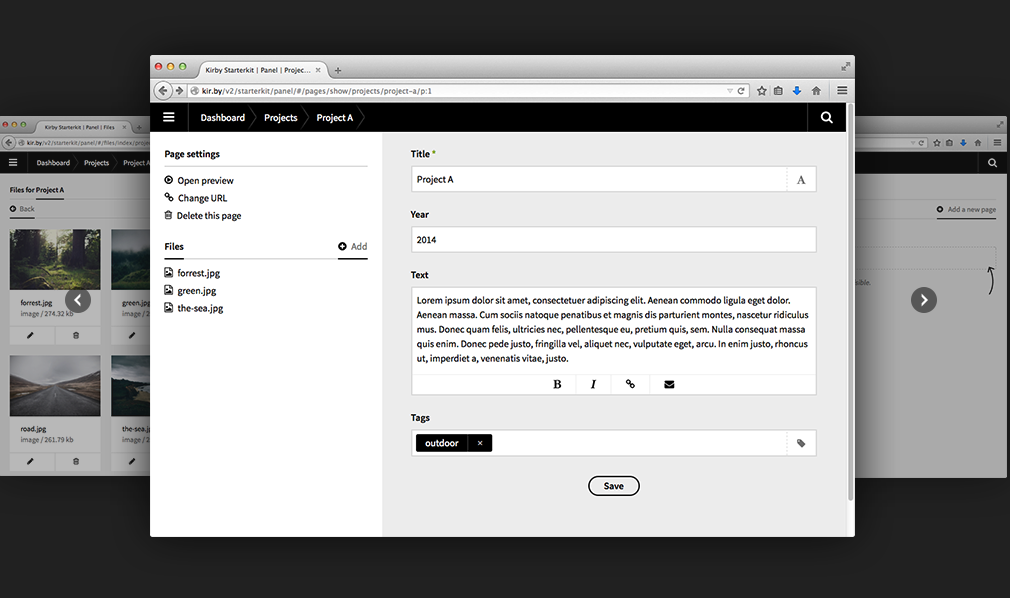 Kirby Starterkit | Panel | Projec...
kir.by/v2/starterkit/panel/#/pages/show/projects/project-a/p:1
Dashboard
Projects
Project A
Page settings
Open preview
Change URL
Delete this page
Files
Add
forrest.jpg
green.jpg
the-sea.jpg
Title *
Project A
A
Year
2014
Text
Lorem ipsum dolor sit amet, consectetuer adipiscing elit. Aenean commodo ligula eget dolor.
Aenean massa. Cum sociis natoque penatibus et magnis dis parturient montes, nascetur ridiculus
mus. Donec quam felis, ultricies nec, pellentesque eu, pretium quis, sem. Nulla consequat massa
quis enim. Donec pede justo, fringilla vel, aliquet nec, vulputate eget, arcu. In enim justo, rhoncus
ut, imperdiet a, venenatis vitae, justo.
B
I
Tags
outdoor
Save
Kirby Starterkit | Panel | Files
kir.by/v2/starterkit/panel/#/files/index/proje
Dashboard
Projects
Project A
Files for Project A
Back
forrest.jpg
image / 274.32 kb
green.jp
image / 2
road.jpg
image / 261.79 kb
the-sea.j
image / 2
Add a new page
sible.